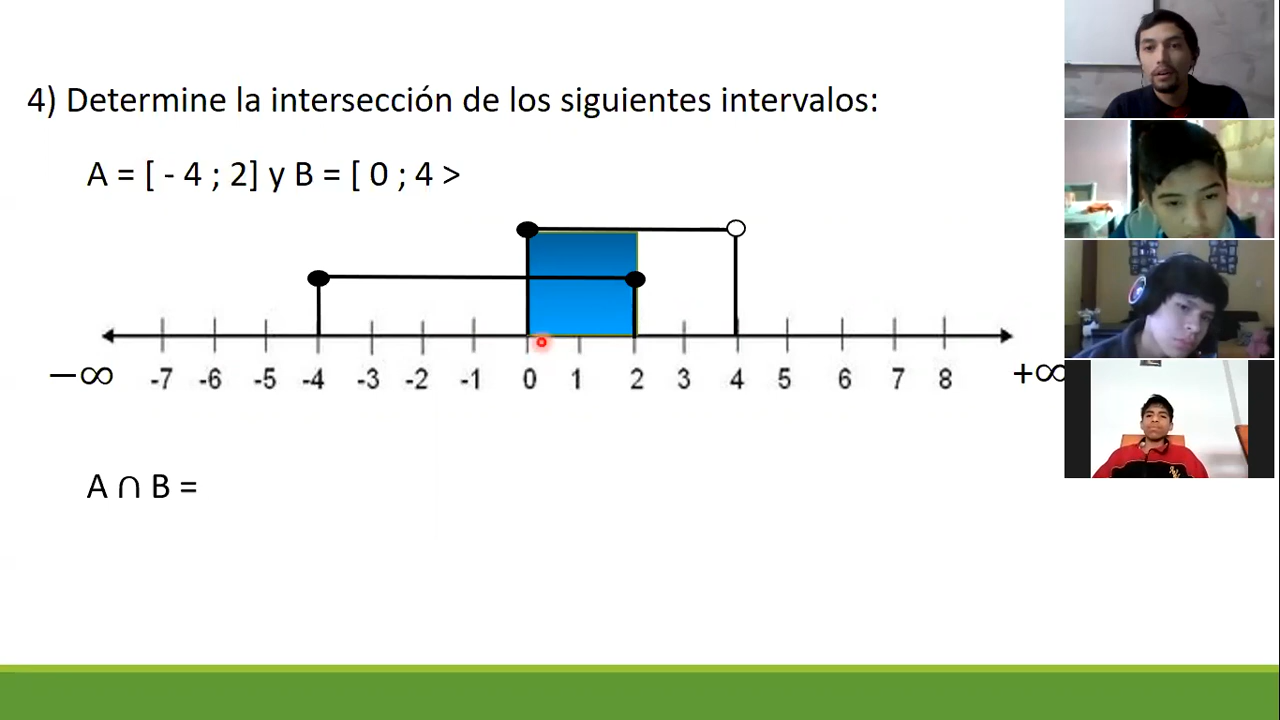 4) Determine la intersección de los siguientes intervalos:
A = [ - 4 ; 2] y B = [ 0 ; 4 >
−∞ -7 -6 -5 -4 -3 -2 -1 0 1 2 3 4 5 6 7 8 +∞
A ∩ B =